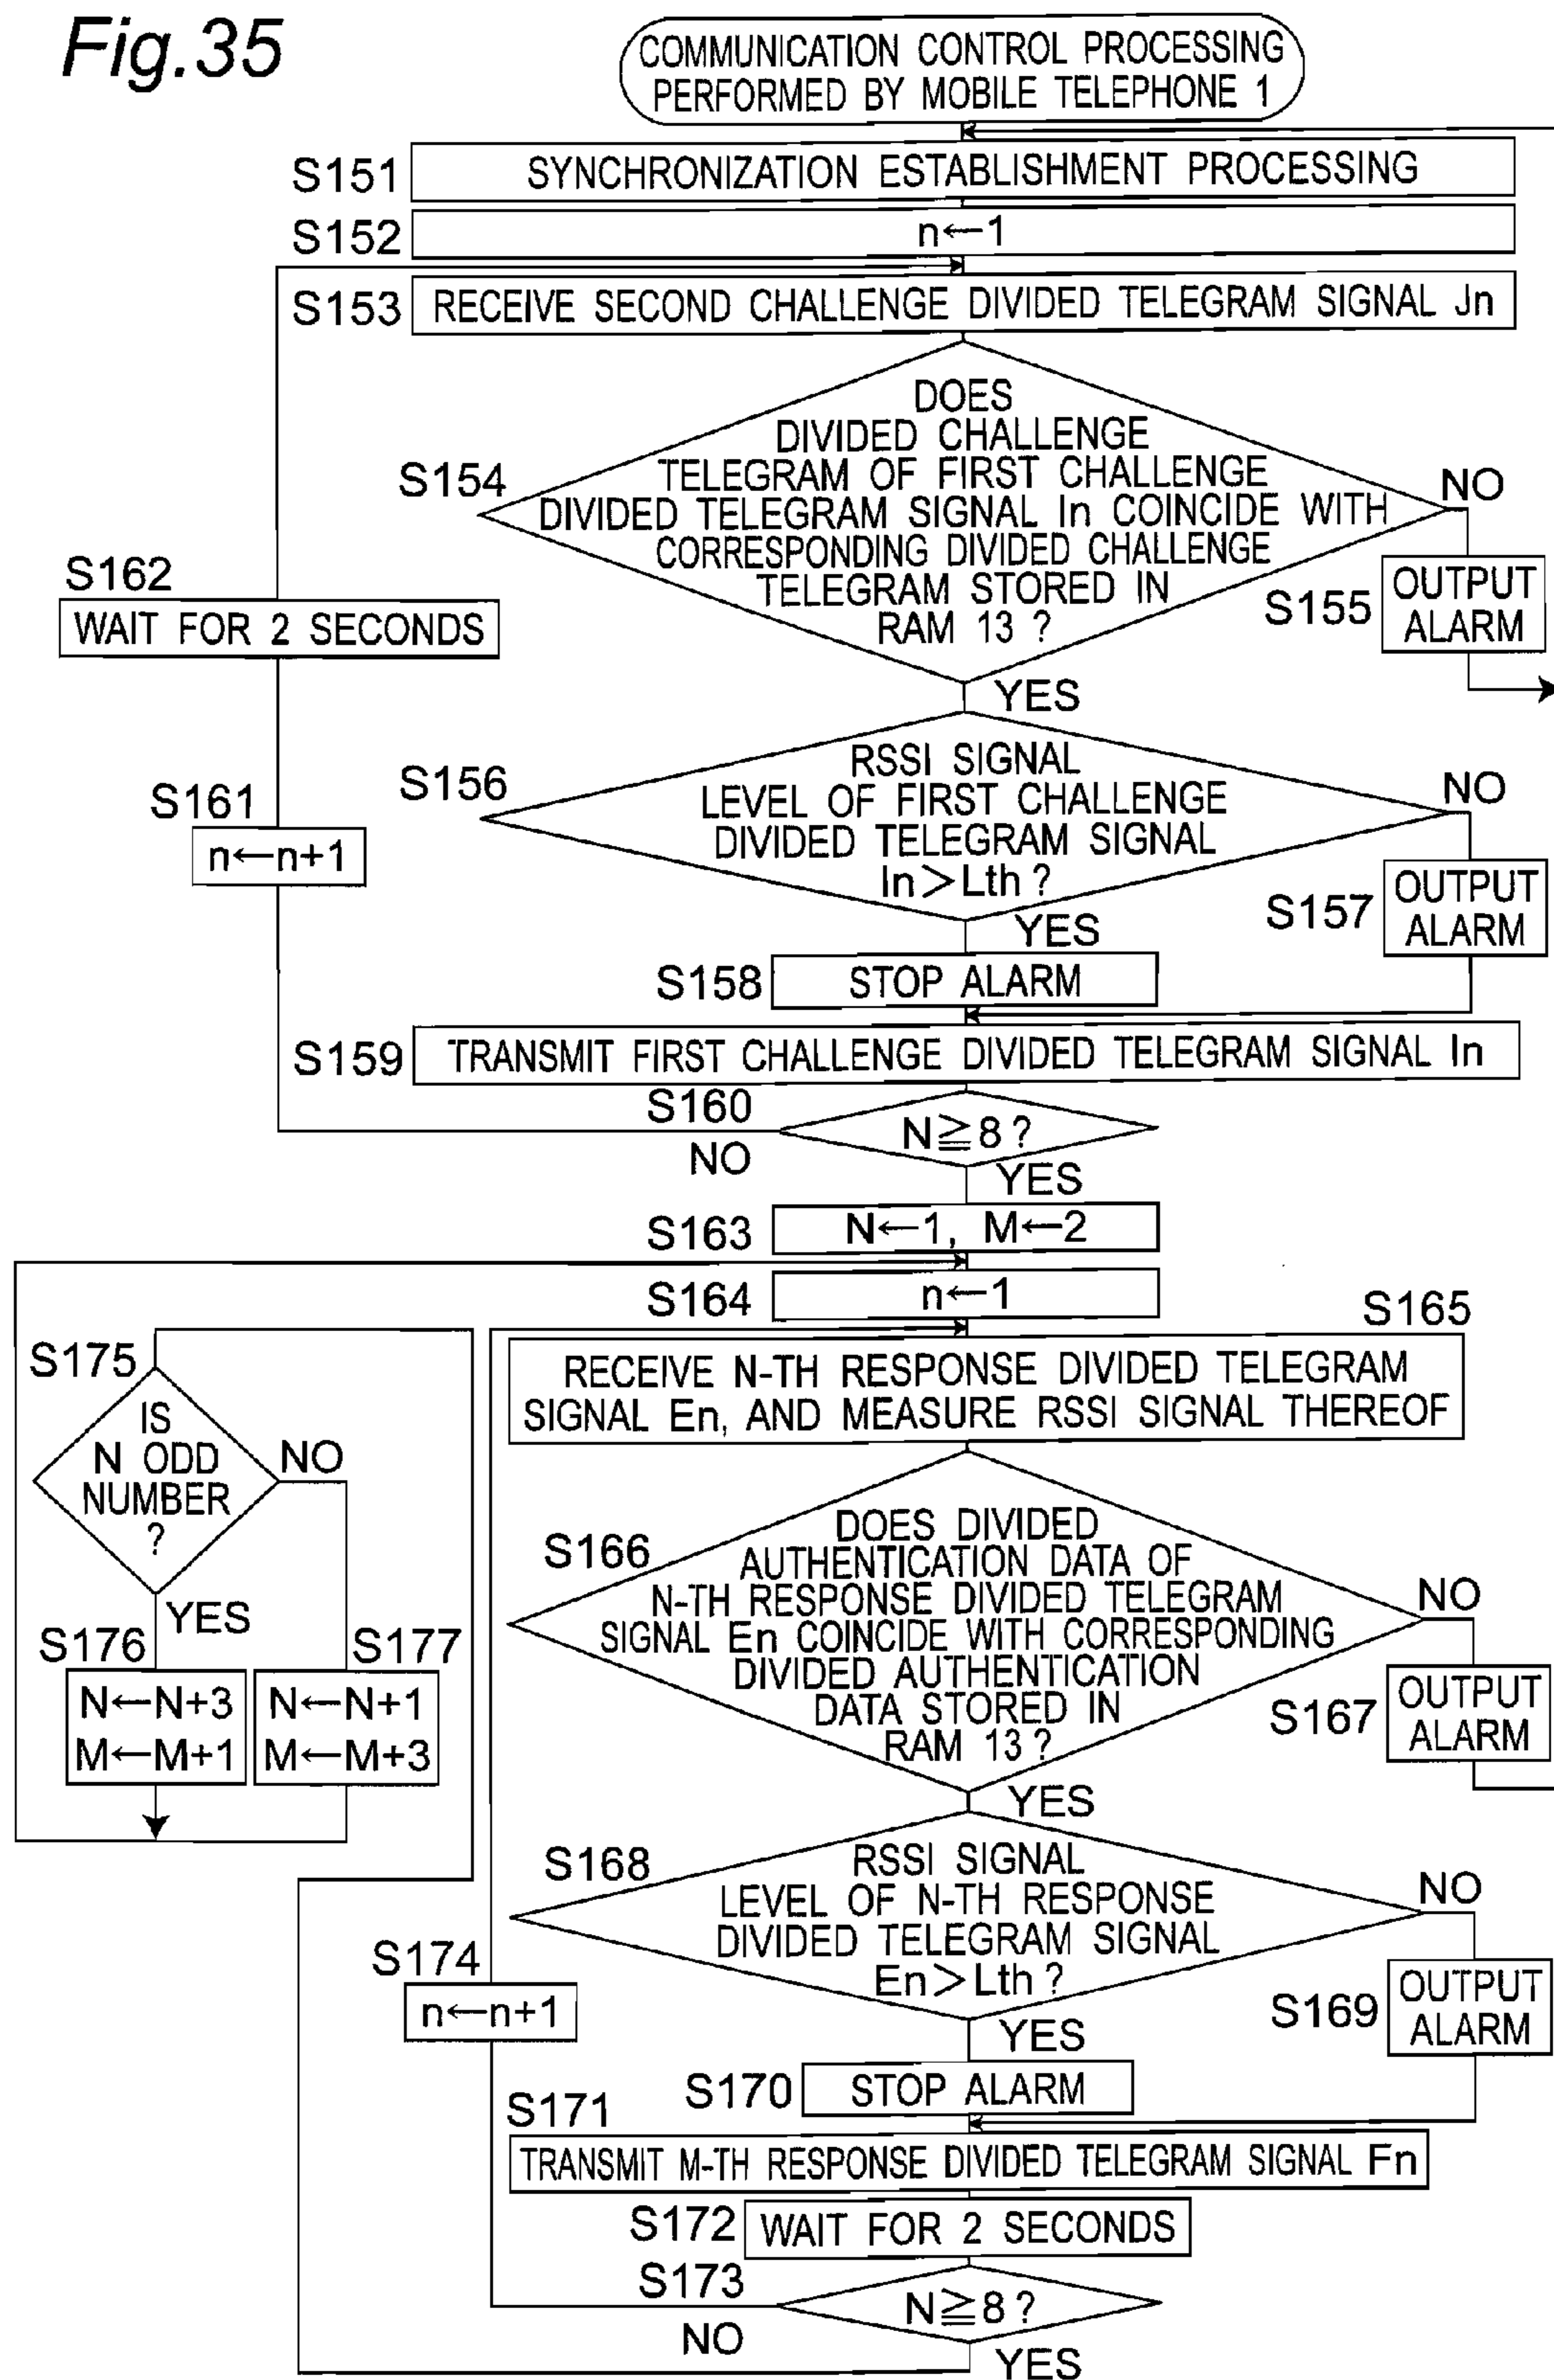 Fig.35
COMMUNICATION CONTROL PROCESSING
PERFORMED BY MOBILE TELEPHONE 1
S151
SYNCHRONIZATION ESTABLISHMENT PROCESSING
S152
n←1
S153
RECEIVE SECOND CHALLENGE DIVIDED TELEGRAM SIGNAL Jn
S154
DOES
DIVIDED CHALLENGE
TELEGRAM OF FIRST CHALLENGE
DIVIDED TELEGRAM SIGNAL In COINCIDE WITH
CORRESPONDING DIVIDED CHALLENGE
TELEGRAM STORED IN
RAM 13 ?
NO
S155
OUTPUT
ALARM
YES
S162
WAIT FOR 2 SECONDS
S161
n←n+1
S156
RSSI SIGNAL
LEVEL OF FIRST CHALLENGE
DIVIDED TELEGRAM SIGNAL
In>Lth ?
NO
S157
OUTPUT
ALARM
YES
S158
STOP ALARM
S159
TRANSMIT FIRST CHALLENGE DIVIDED TELEGRAM SIGNAL In
S160
N≧8 ?
NO
YES
S163
N←1, M←2
S164
n←1
S165
RECEIVE N-TH RESPONSE DIVIDED TELEGRAM
SIGNAL En, AND MEASURE RSSI SIGNAL THEREOF
S175
IS
N ODD
NUMBER
?
NO
YES
S176
N←N+3
M←M+1
S177
N←N+1
M←M+3
S166
DOES DIVIDED
AUTHENTICATION DATA OF
N-TH RESPONSE DIVIDED TELEGRAM
SIGNAL En COINCIDE WITH CORRESPONDING
DIVIDED AUTHENTICATION
DATA STORED IN
RAM 13 ?
NO
S167
OUTPUT
ALARM
YES
S168
RSSI SIGNAL
LEVEL OF N-TH RESPONSE
DIVIDED TELEGRAM SIGNAL
En>Lth ?
NO
S169
OUTPUT
ALARM
YES
S174
n←n+1
S170
STOP ALARM
S171
TRANSMIT M-TH RESPONSE DIVIDED TELEGRAM SIGNAL Fn
S172
WAIT FOR 2 SECONDS
S173
N≧8 ?
NO
YES